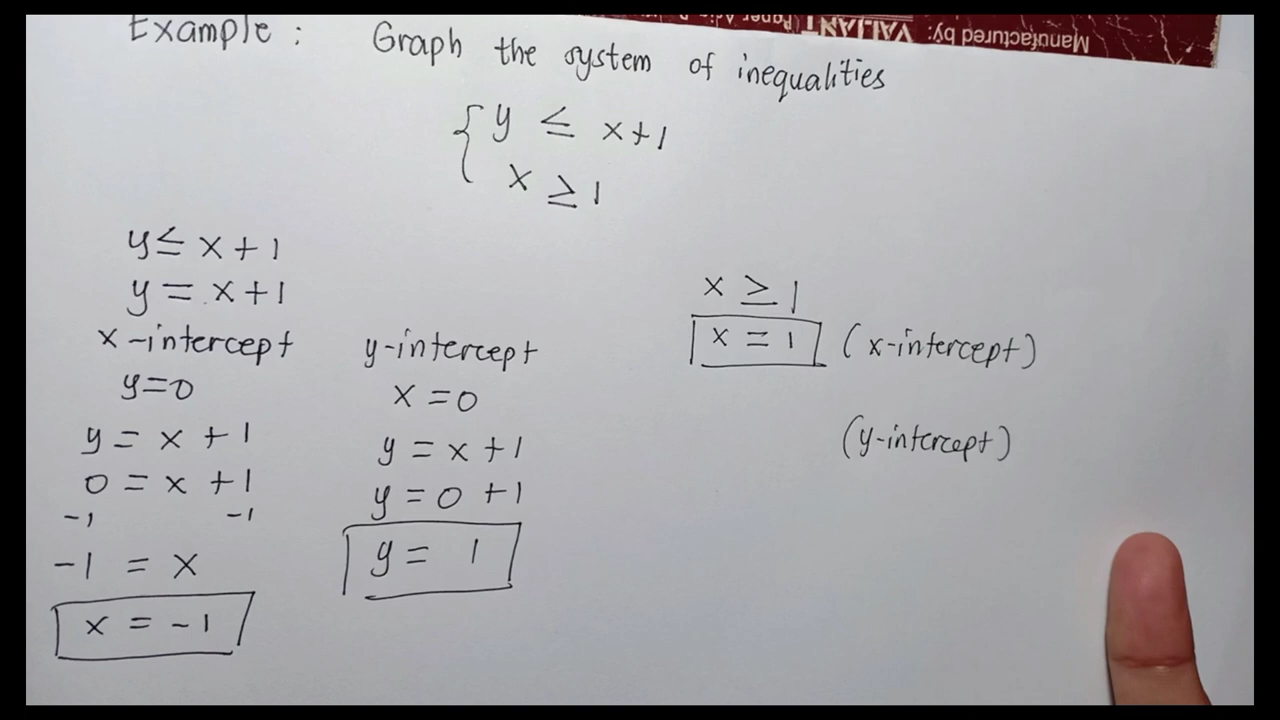 Manufactured by: VALIANT
Example : Graph the system of inequalities
{ y ≤ x+1
x ≥ 1
y ≤ x + 1
y = x + 1
x-intercept
y=0
y = x + 1
0 = x + 1
-1 -1
-1 = x
x = -1
y-intercept
x = 0
y = x + 1
y = 0 + 1
y = 1
x ≥ 1
x = 1 (x-intercept)
(y-intercept)